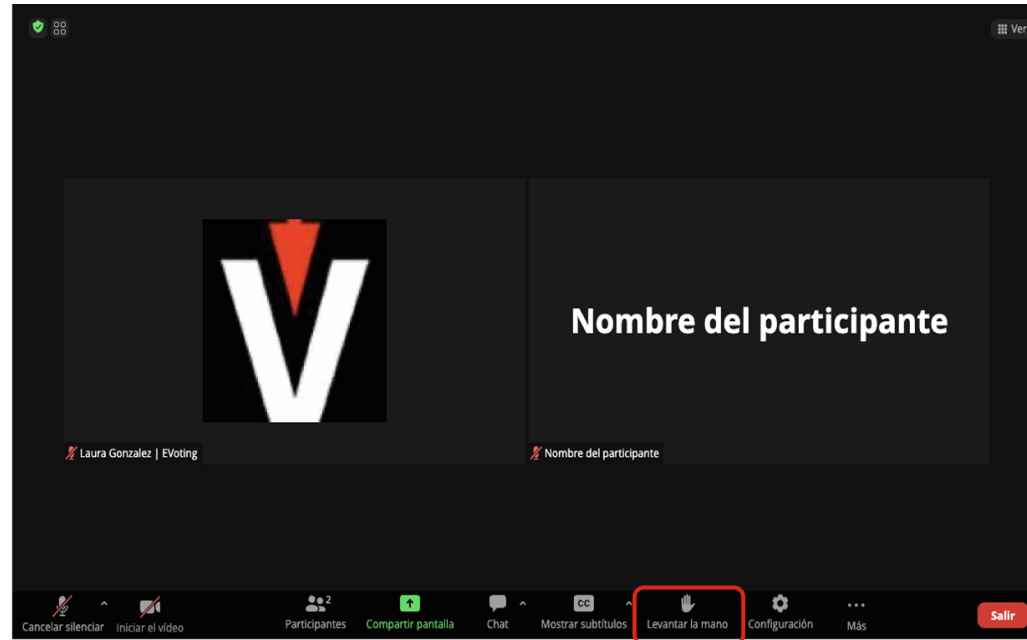 Ver
V
Nombre del participante
Laura Gonzalez | EVoting
Nombre del participante
2
CC
Cancelar silenciar
Iniciar el vídeo
Participantes
Compartir pantalla
Chat
Mostrar subtítulos
Levantar la mano
Configuración
Más
Salir